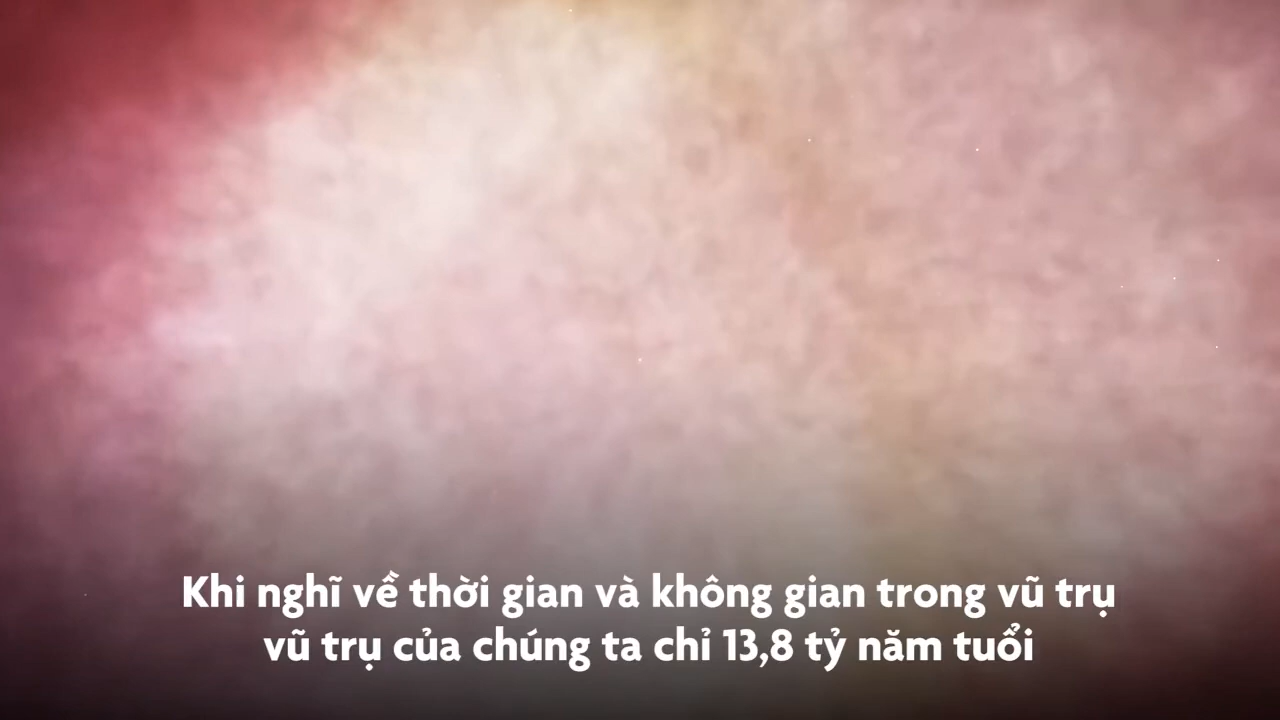 Khi nghĩ về thời gian và không gian trong vũ trụ
vũ trụ của chúng ta chỉ 13,8 tỷ năm tuổi